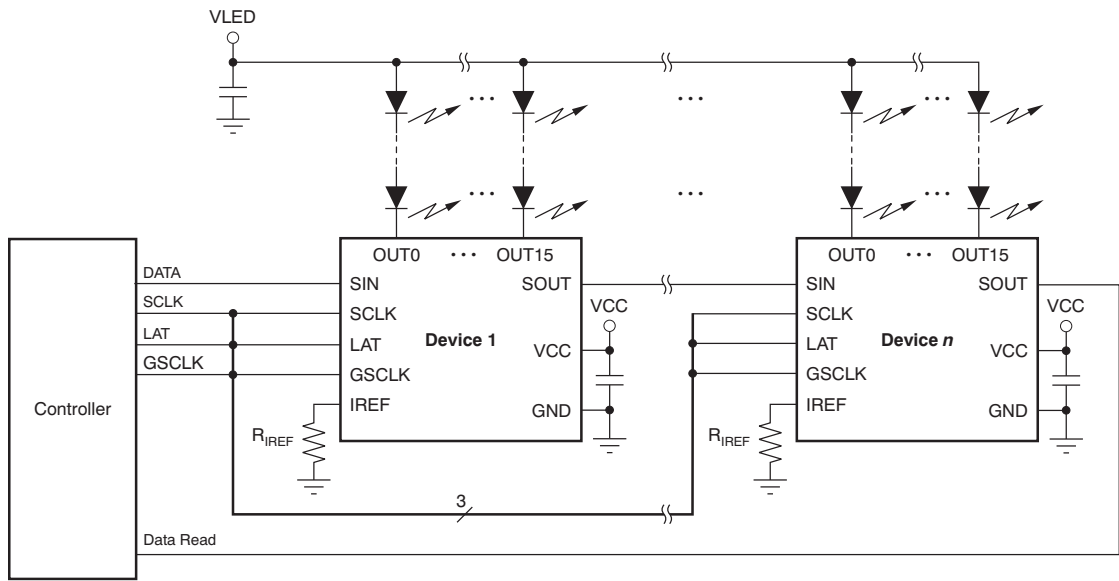 VLED
OUT0 ••• OUT15
OUT0 ••• OUT15
Controller
DATA
SCLK
LAT
GSCLK
Data Read
SIN
SCLK
LAT
GSCLK
IREF
Device 1
SOUT
VCC
GND
VCC
RIREF
3
SIN
SCLK
LAT
GSCLK
IREF
Device n
SOUT
VCC
GND
VCC
RIREF